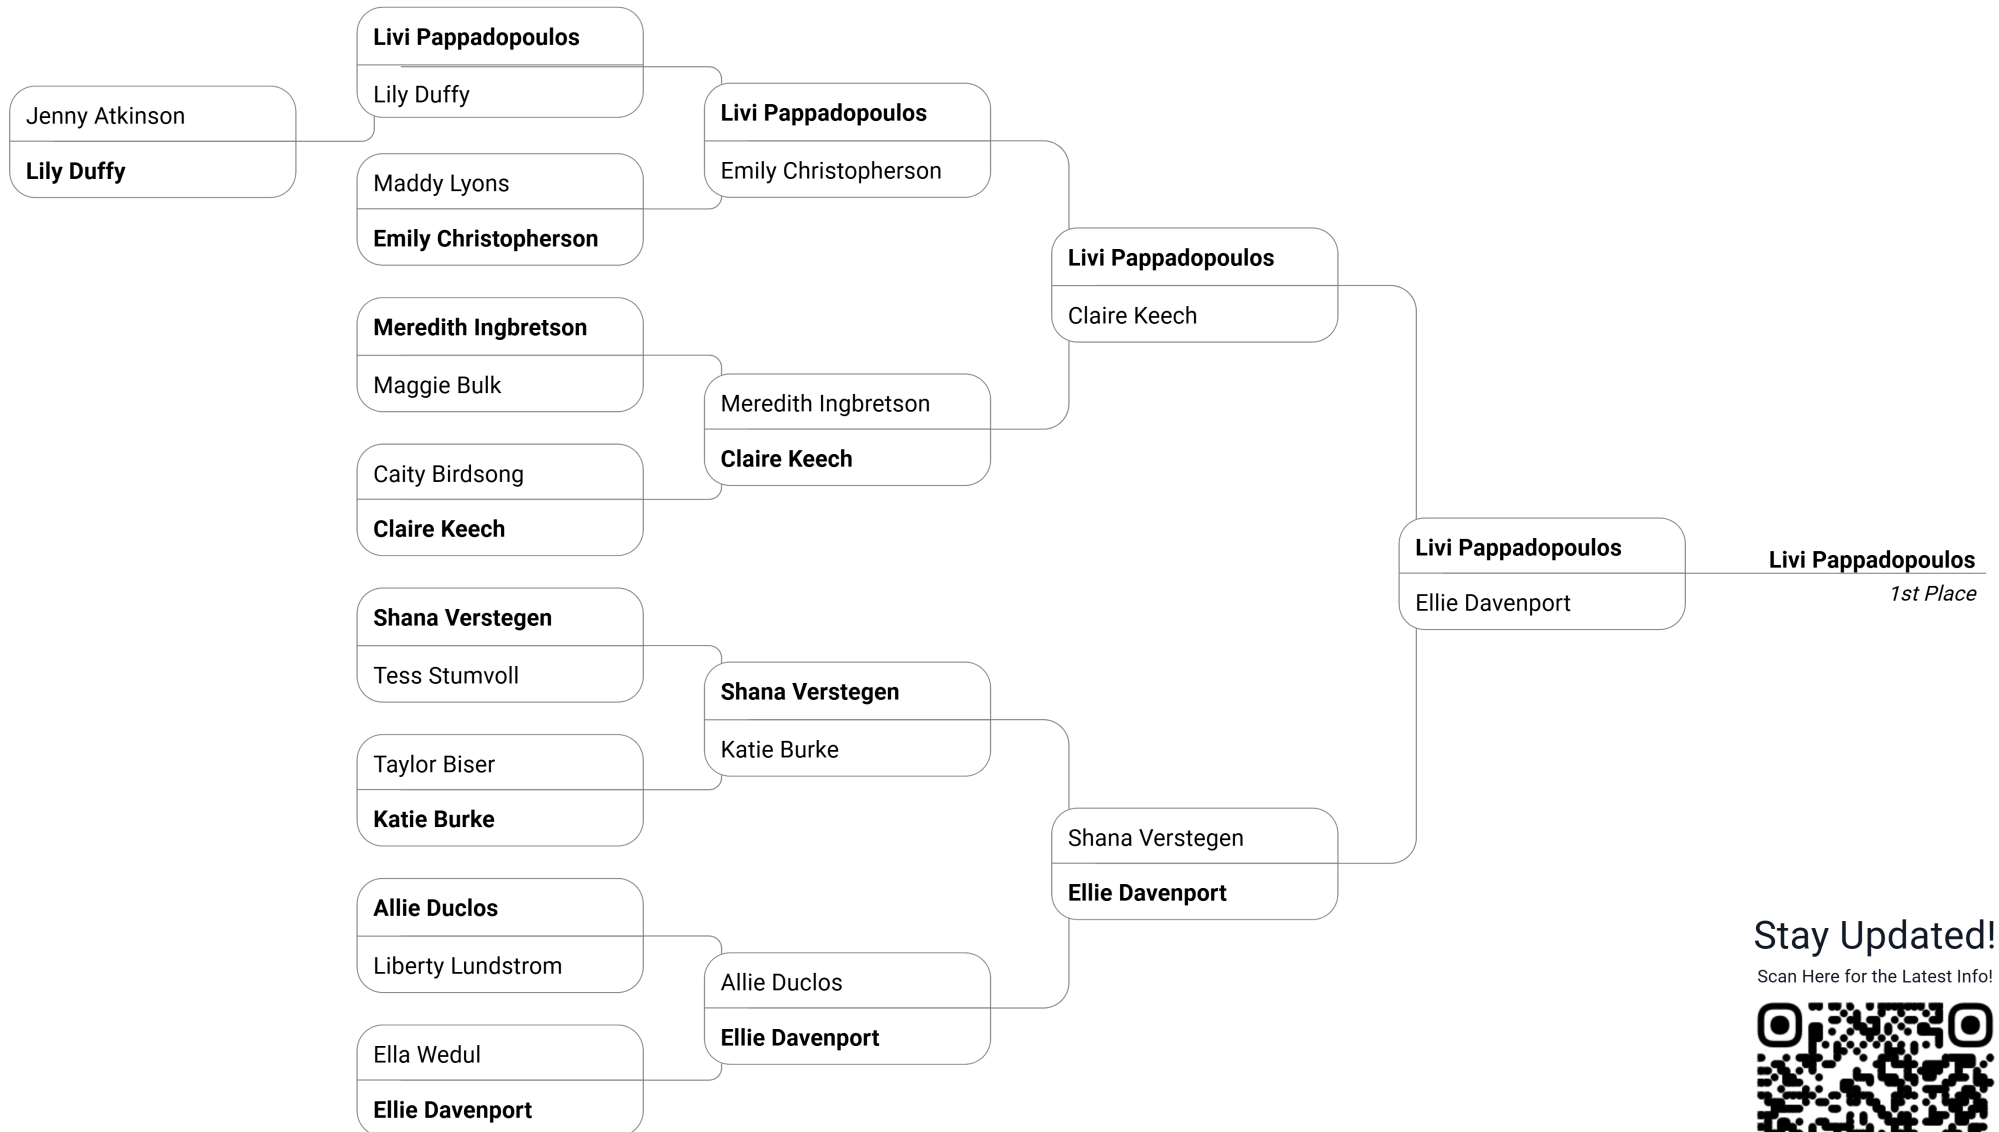 Jenny Atkinson
Lily Duffy
Livi Pappadopoulos
Lily Duffy
Maddy Lyons
Emily Christopherson
Meredith Ingbretson
Maggie Bulk
Caity Birdsong
Claire Keech
Shana Verstegen
Tess Stumvoll
Taylor Biser
Katie Burke
Allie Duclos
Liberty Lundstrom
Ella Wedul
Ellie Davenport
Livi Pappadopoulos
Emily Christopherson
Meredith Ingbretson
Claire Keech
Shana Verstegen
Katie Burke
Allie Duclos
Ellie Davenport
Livi Pappadopoulos
Claire Keech
Shana Verstegen
Ellie Davenport
Livi Pappadopoulos
Ellie Davenport
Livi Pappadopoulos
1st Place
Stay Updated!
Scan Here for the Latest Info!